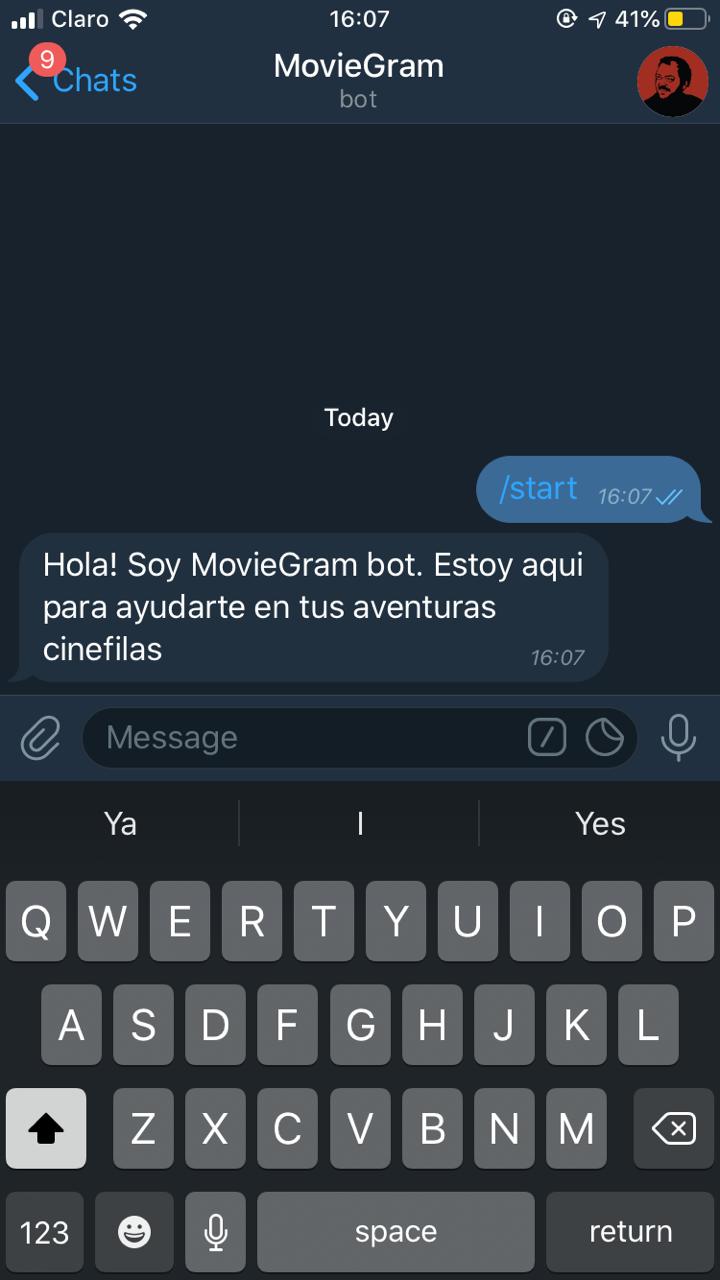 Claro 16:07 41%
9
Chats
MovieGram
bot
Today
/start 16:07
Hola! Soy MovieGram bot. Estoy aqui
para ayudarte en tus aventuras
cinefilas 16:07
Message
Ya I Yes
Q W E R T Y U I O P
A S D F G H J K L
Z X C V B N M
123 space return